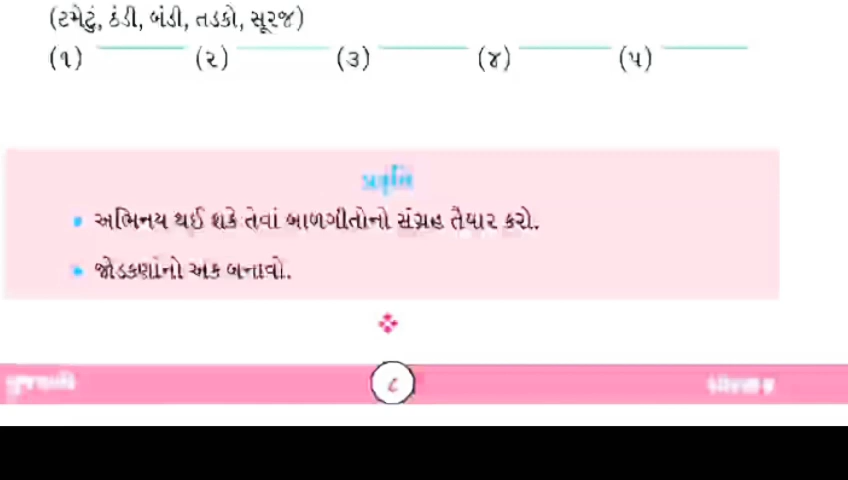 (ટમેટું, ઠંડી, બંડી, તડકો, સૂરજ)
(૧) (૨) (૩) (૪) (૫)
પ્રવૃત્તિ
અભિનય થઈ શકે તેવાં બાળગીતોનો સંગ્રહ તૈયાર કરો.
જોડકણાંનો અંક બનાવો.
૮